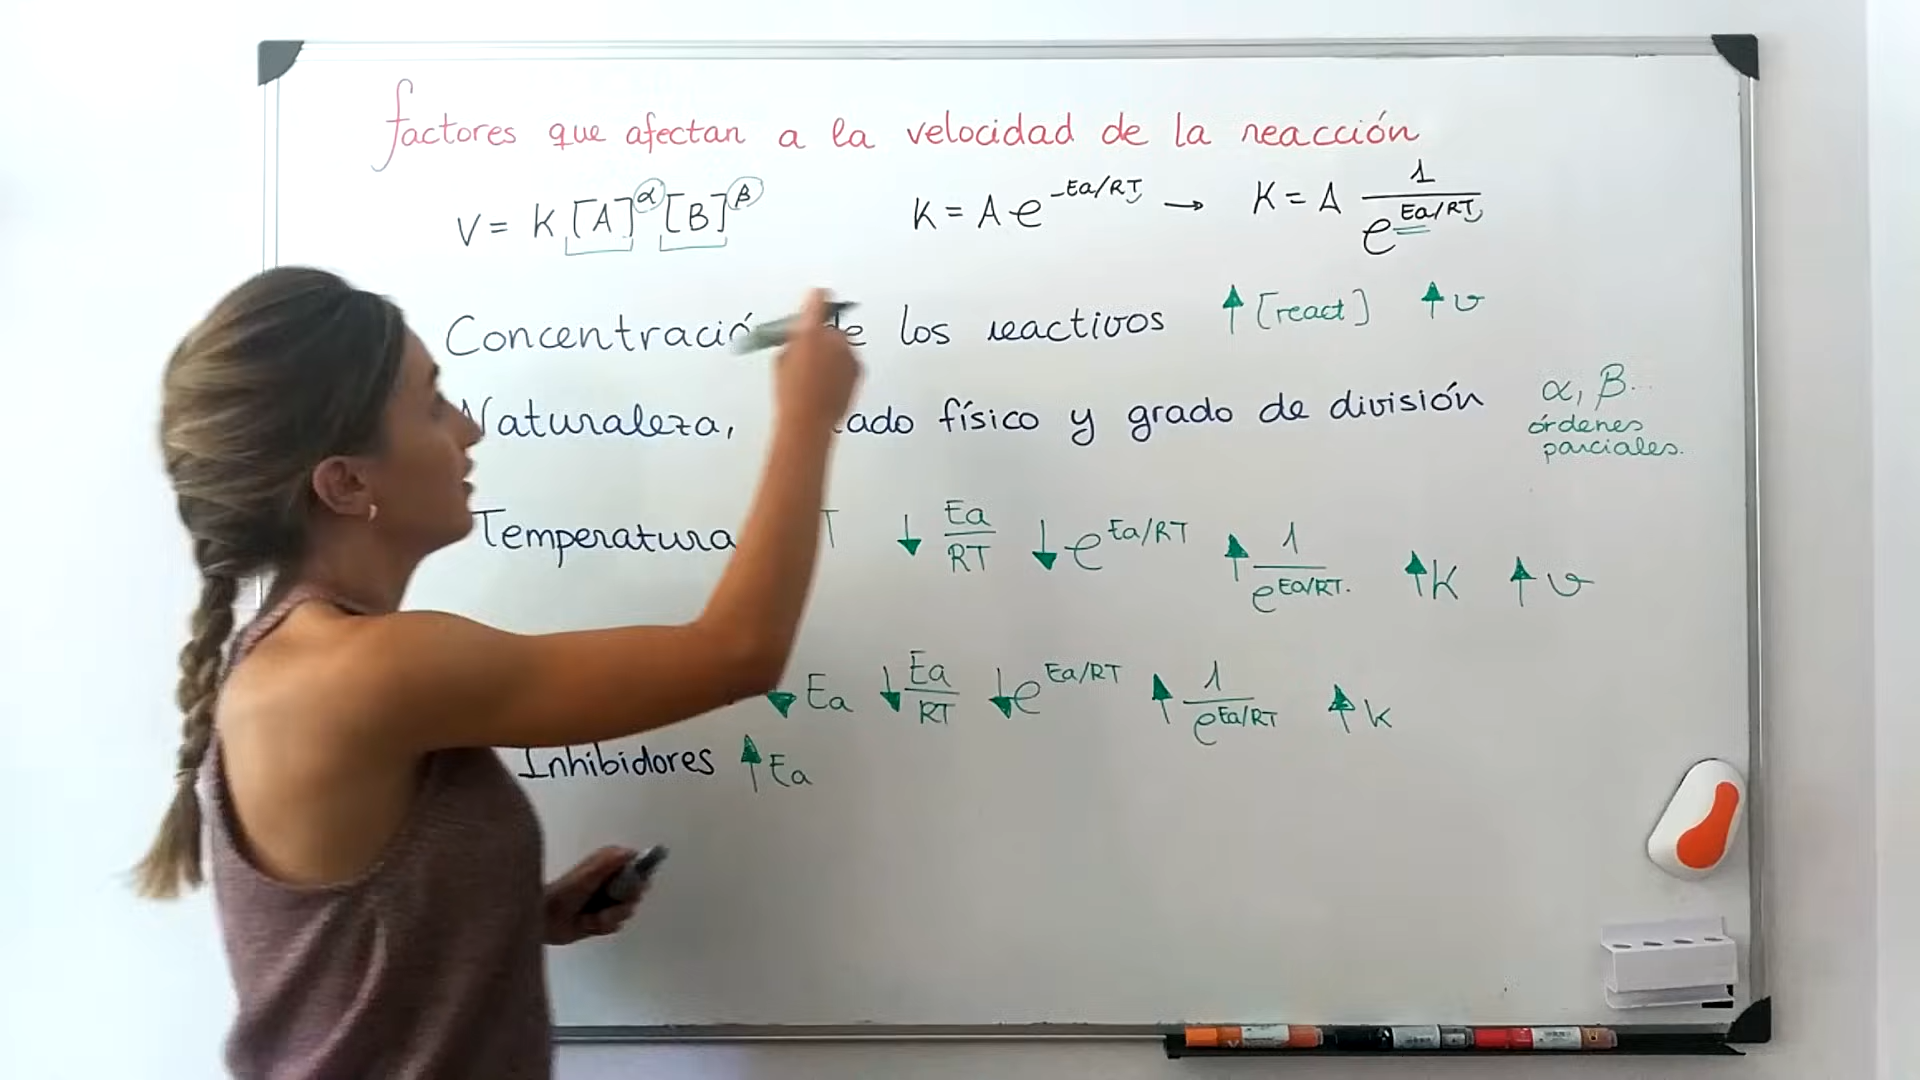 factores que afectan a la velocidad de la reacción
v = K [A]^α [B]^β
K = A e^-Ea/RT → K = A 1/e^Ea/RT
Concentració de los reactivos ↑ [react] ↑ v
Naturaleza, físico y grado de división
α, β...
órdenes
parciales.
Temperatura T ↓ Ea/RT ↓ e^Ea/RT ↑ 1/e^Ea/RT. ↑ K ↑ v
↓ Ea ↓ Ea/RT ↓ e^Ea/RT ↑ 1/e^Ea/RT ↑ K
Inhibidores ↑ Ea